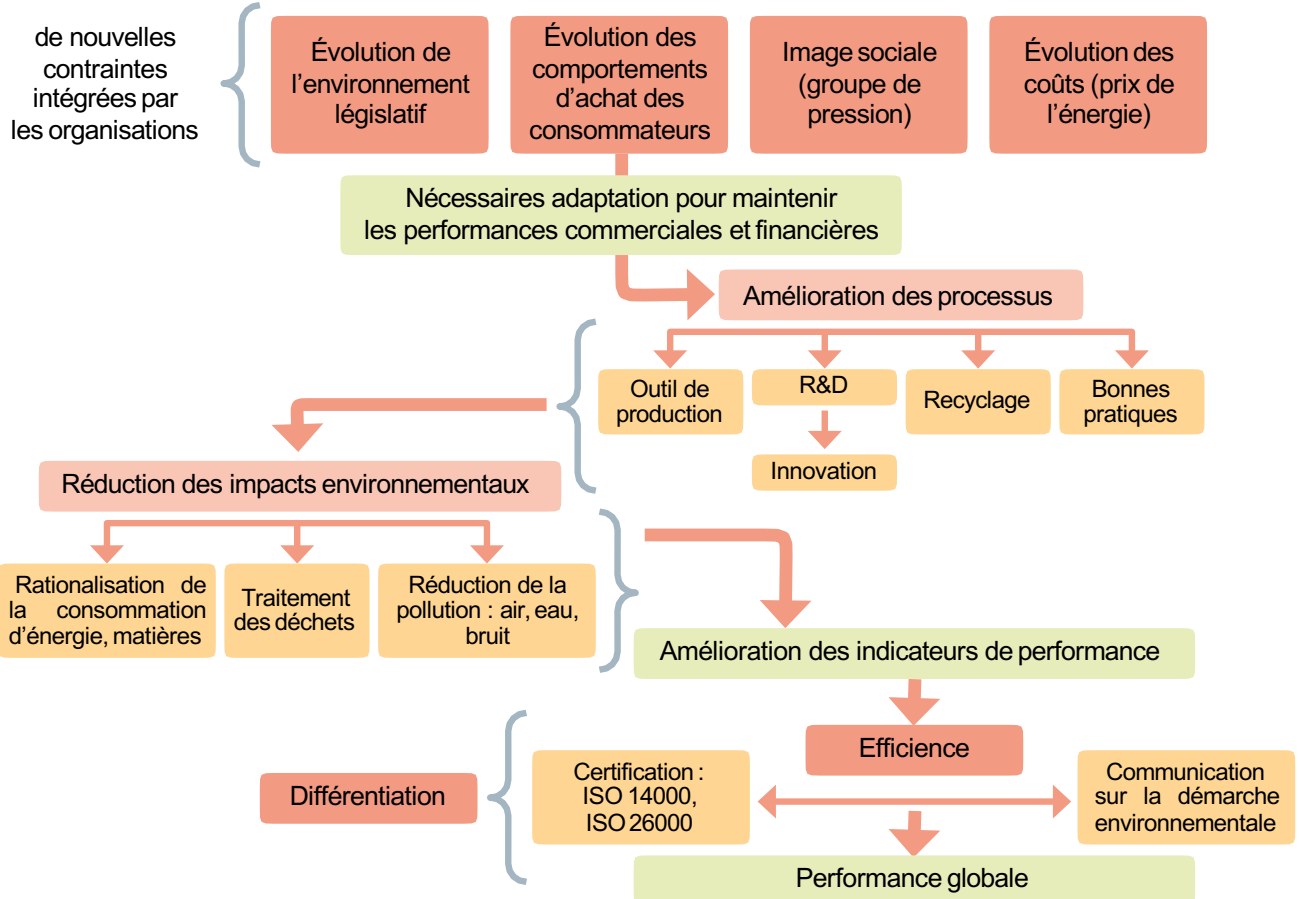 de nouvelles
contraintes
intégrées par
les organisations
Évolution de
l’environnement
législatif
Évolution des
comportements
d’achat des
consommateurs
Image sociale
(groupe de
pression)
Évolution des
coûts (prix de
l’énergie)
Nécessaires adaptation pour maintenir
les performances commerciales et financières
Amélioration des processus
Outil de
production
R&D
Recyclage
Bonnes
pratiques
Innovation
Réduction des impacts environnementaux
Rationalisation de
la consommation
d’énergie, matières
Traitement
des déchets
Réduction de la
pollution : air, eau,
bruit
Amélioration des indicateurs de performance
Efficience
Différentiation
Certification :
ISO 14000,
ISO 26000
Communication
sur la démarche
environnementale
Performance globale